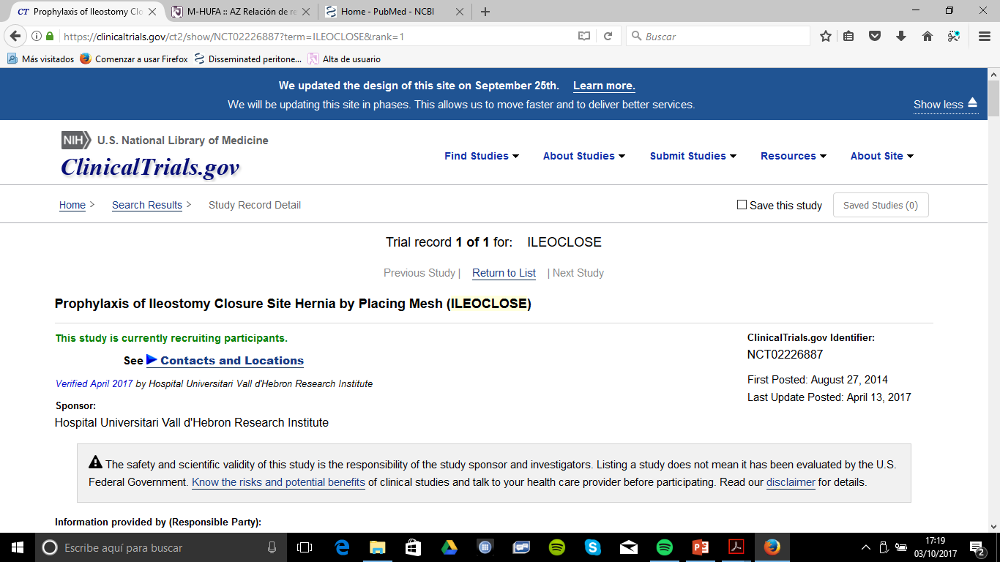 CT Prophylaxis of Ileostomy Clo
M-HUFA :: AZ Relación de re
Home - PubMed - NCBI
https://clinicaltrials.gov/ct2/show/NCT02226887?term=ILEOCLOSE&rank=1
Buscar
Más visitados
Comenzar a usar Firefox
Disseminated peritone...
Alta de usuario
We updated the design of this site on September 25th. Learn more.
We will be updating this site in phases. This allows us to move faster and to deliver better services.
Show less
NIH U.S. National Library of Medicine
ClinicalTrials.gov
Find Studies
About Studies
Submit Studies
Resources
About Site
Home > Search Results > Study Record Detail
Save this study
Saved Studies (0)
Trial record 1 of 1 for: ILEOCLOSE
Previous Study | Return to List | Next Study
Prophylaxis of Ileostomy Closure Site Hernia by Placing Mesh (ILEOCLOSE)
This study is currently recruiting participants.
See Contacts and Locations
Verified April 2017 by Hospital Universitari Vall d'Hebron Research Institute
Sponsor:
Hospital Universitari Vall d'Hebron Research Institute
ClinicalTrials.gov Identifier:
NCT02226887
First Posted: August 27, 2014
Last Update Posted: April 13, 2017
The safety and scientific validity of this study is the responsibility of the study sponsor and investigators. Listing a study does not mean it has been evaluated by the U.S.
Federal Government. Know the risks and potential benefits of clinical studies and talk to your health care provider before participating. Read our disclaimer for details.
Information provided by (Responsible Party):
Escribe aquí para buscar
17:19
03/10/2017
2